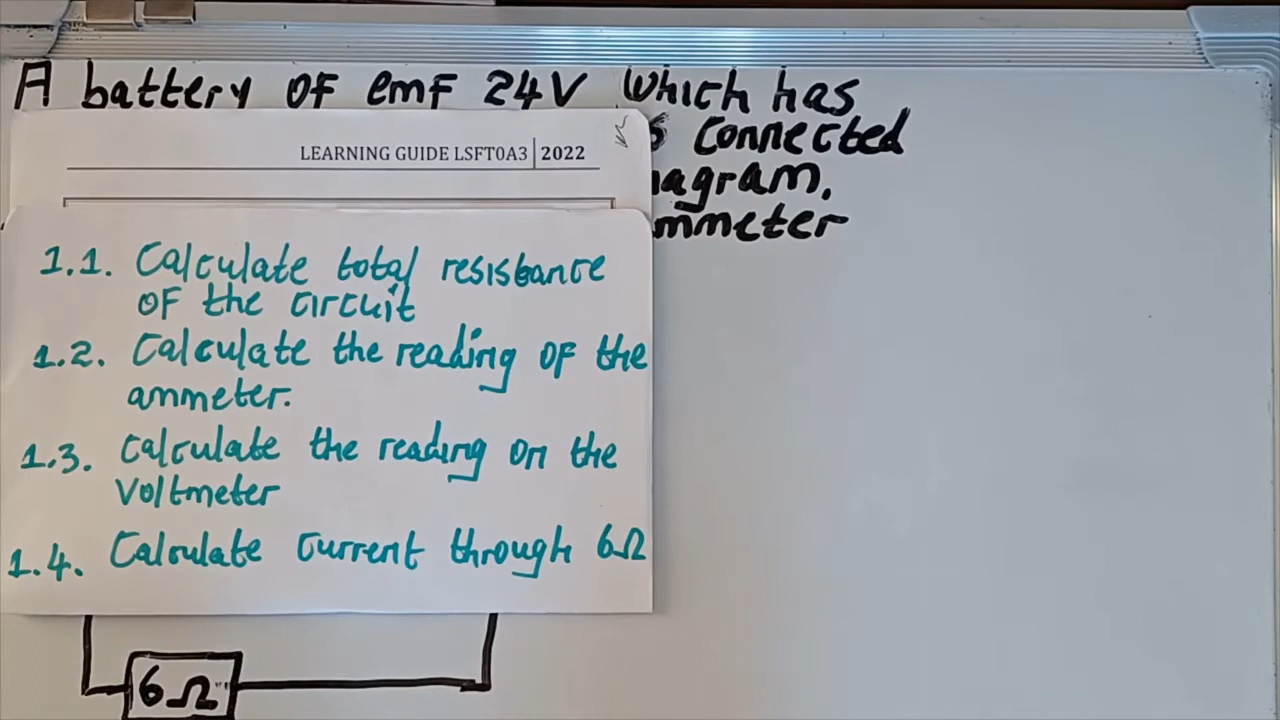 A battery OF emf 24V which has
connected
LEARNING GUIDE LSFT0A3 2022
agram,
mmeter
1.1. Calculate total resistance
OF the circuit
1.2. Calculate the reading OF the
ammeter.
1.3. Calculate the reading on the
voltmeter
1.4. Calculate current through 6Ω
6Ω